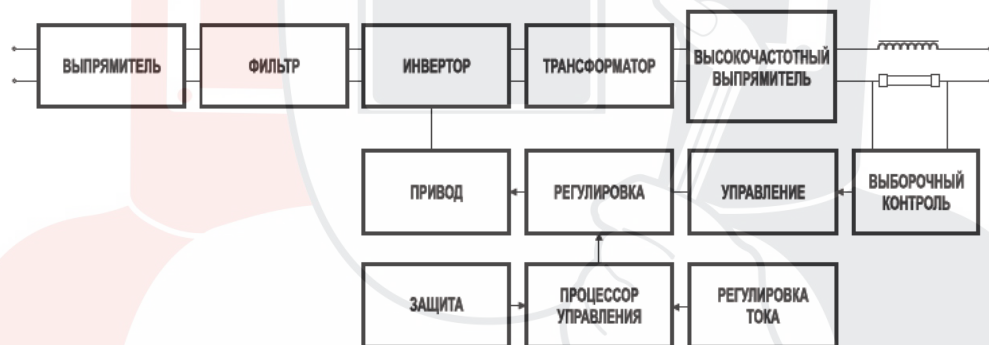 ВЫПРЯМИТЕЛЬ
ФИЛЬТР
ИНВЕРТОР
ТРАНСФОРМАТОР
ВЫСОКОЧАСТОТНЫЙ
ВЫПРЯМИТЕЛЬ
ПРИВОД
РЕГУЛИРОВКА
УПРАВЛЕНИЕ
ВЫБОРОЧНЫЙ
КОНТРОЛЬ
ЗАЩИТА
ПРОЦЕССОР
УПРАВЛЕНИЯ
РЕГУЛИРОВКА
ТОКА